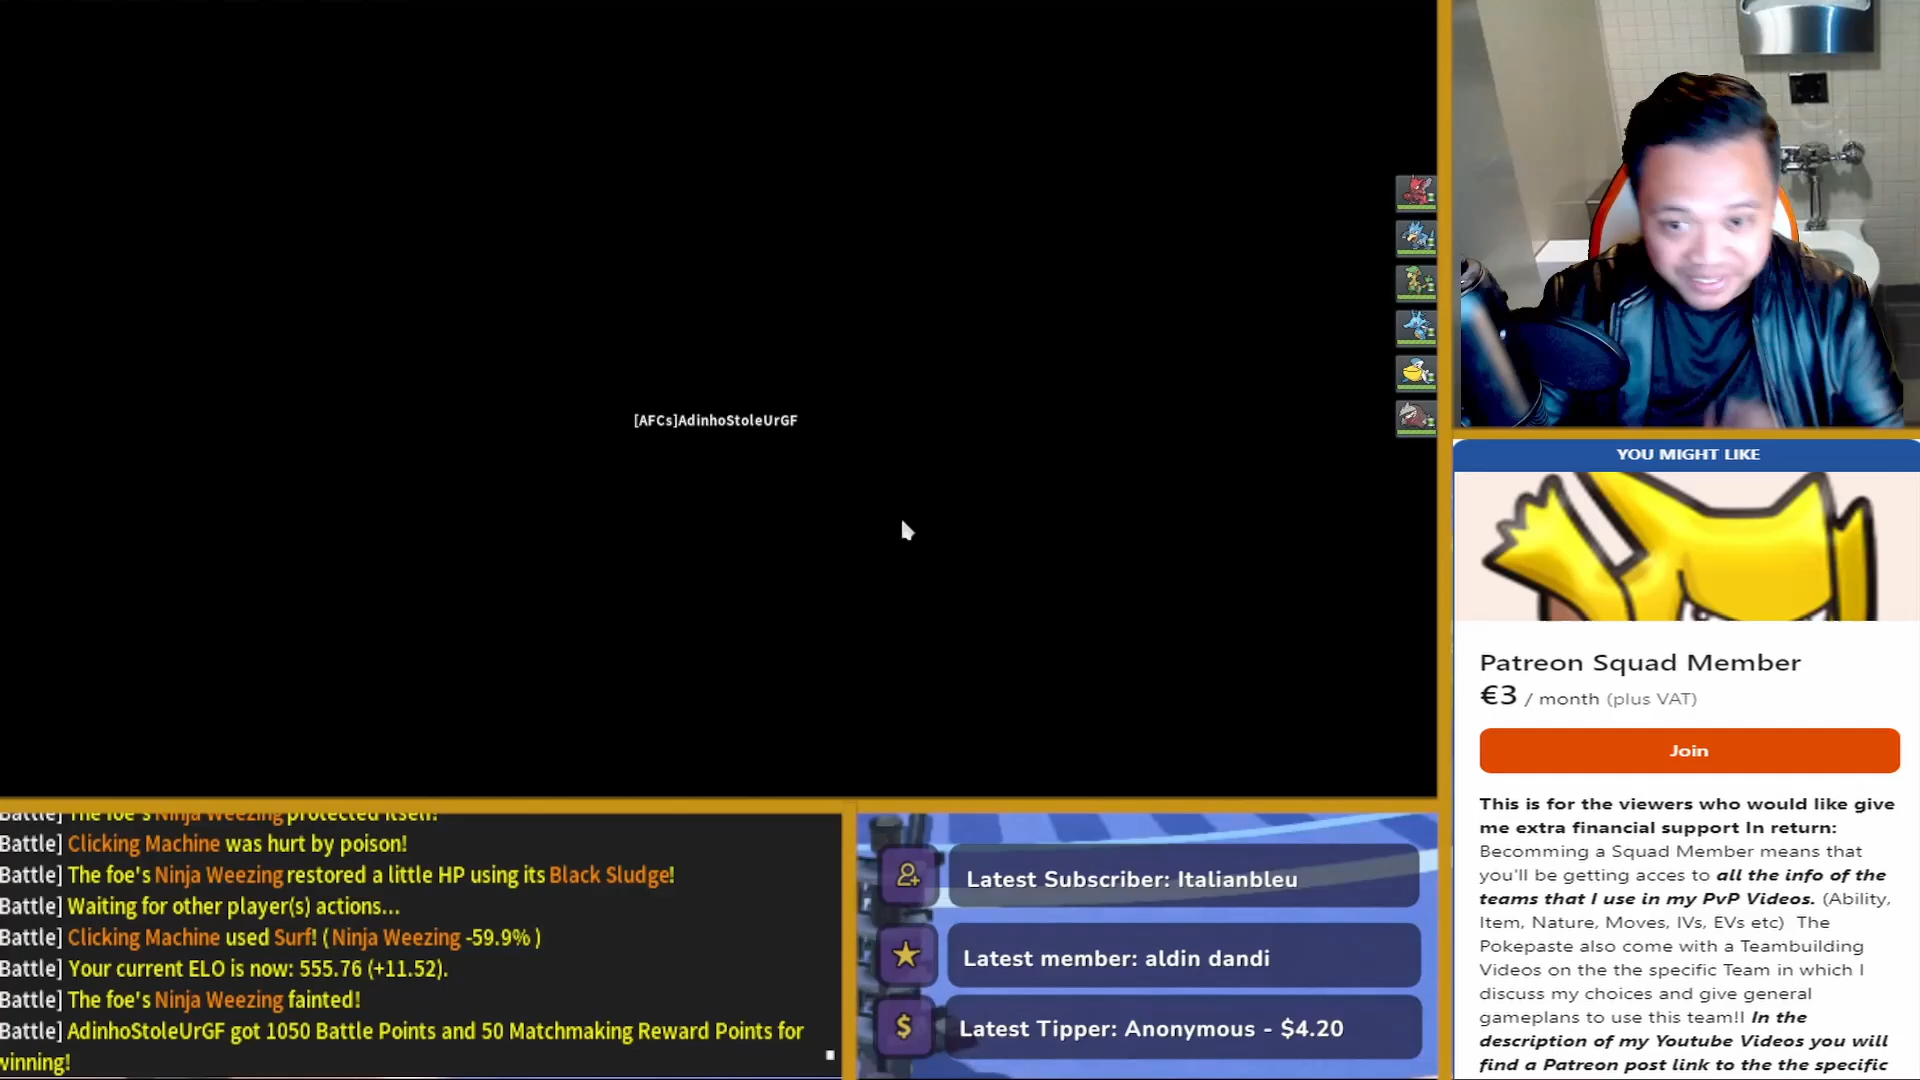 [AFCs]AdinhoStoleUrGF
Battle] The foe's Ninja Weezing protected itself!
Battle] Clicking Machine was hurt by poison!
Battle] The foe's Ninja Weezing restored a little HP using its Black Sludge!
Battle] Waiting for other player(s) actions...
Battle] Clicking Machine used Surf! ( Ninja Weezing -59.9% )
Battle] Your current ELO is now: 555.76 (+11.52).
Battle] The foe's Ninja Weezing fainted!
Battle] AdinhoStoleUrGF got 1050 Battle Points and 50 Matchmaking Reward Points for
winning!
Latest Subscriber: Italianbleu
Latest member: aldin dandi
Latest Tipper: Anonymous - $4.20
YOU MIGHT LIKE
Patreon Squad Member
€3 / month (plus VAT)
Join
This is for the viewers who would like give
me extra financial support In return:
Becomming a Squad Member means that
you'll be getting acces to all the info of the
teams that I use in my PvP Videos. (Ability,
Item, Nature, Moves, IVs, EVs etc) The
Pokepaste also come with a Teambuilding
Videos on the the specific Team in which I
discuss my choices and give general
gameplans to use this team!! In the
description of my Youtube Videos you will
find a Patreon post link to the the specific